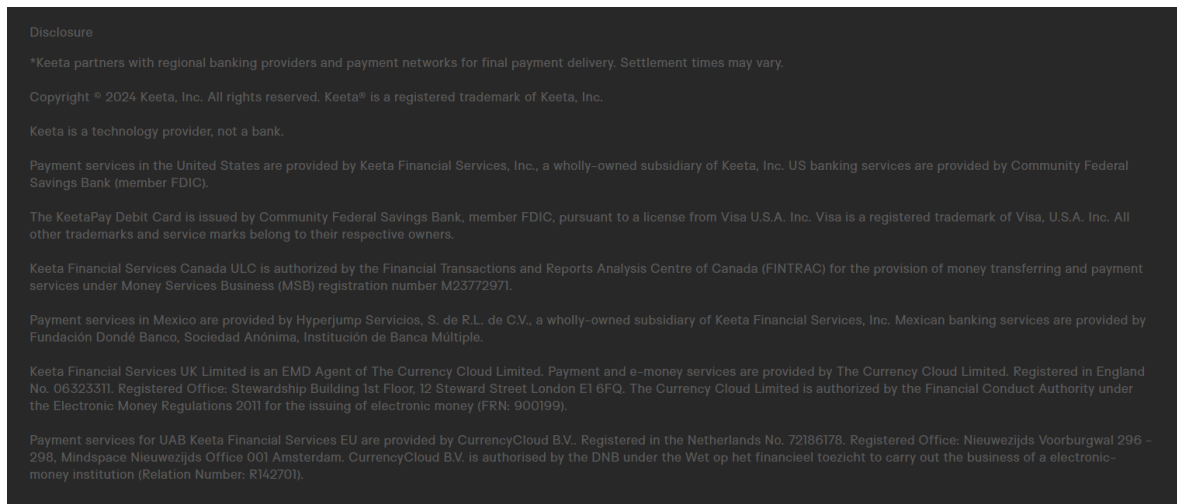 Disclosure
*Keeta partners with regional banking providers and payment networks for final payment delivery. Settlement times may vary.
Copyright © 2024 Keeta, Inc. All rights reserved. Keeta® is a registered trademark of Keeta, Inc.
Keeta is a technology provider, not a bank.
Payment services in the United States are provided by Keeta Financial Services, Inc., a wholly-owned subsidiary of Keeta, Inc. US banking services are provided by Community Federal
Savings Bank (member FDIC).
The KeetaPay Debit Card is issued by Community Federal Savings Bank, member FDIC, pursuant to a license from Visa U.S.A. Inc. Visa is a registered trademark of Visa, U.S.A. Inc. All
other trademarks and service marks belong to their respective owners.
Keeta Financial Services Canada ULC is authorized by the Financial Transactions and Reports Analysis Centre of Canada (FINTRAC) for the provision of money transferring and payment
services under Money Services Business (MSB) registration number M23772971.
Payment services in Mexico are provided by Hyperjump Servicios, S. de R.L. de C.V., a wholly-owned subsidiary of Keeta Financial Services, Inc. Mexican banking services are provided by
Fundación Dondé Banco, Sociedad Anónima, Institución de Banca Múltiple.
Keeta Financial Services UK Limited is an EMD Agent of The Currency Cloud Limited. Payment and e-money services are provided by The Currency Cloud Limited. Registered in England
No. 06323311. Registered Office: Stewardship Building 1st Floor, 12 Steward Street London E1 6FQ. The Currency Cloud Limited is authorized by the Financial Conduct Authority under
the Electronic Money Regulations 2011 for the issuing of electronic money (FRN: 900199).
Payment services for UAB Keeta Financial Services EU are provided by CurrencyCloud B.V.. Registered in the Netherlands No. 72186178. Registered Office: Nieuwezijds Voorburgwal 296 -
298, Mindspace Nieuwezijds Office 001 Amsterdam. CurrencyCloud B.V. is authorised by the DNB under the Wet op het financieel toezicht to carry out the business of a electronic-
money institution (Relation Number: R142701).